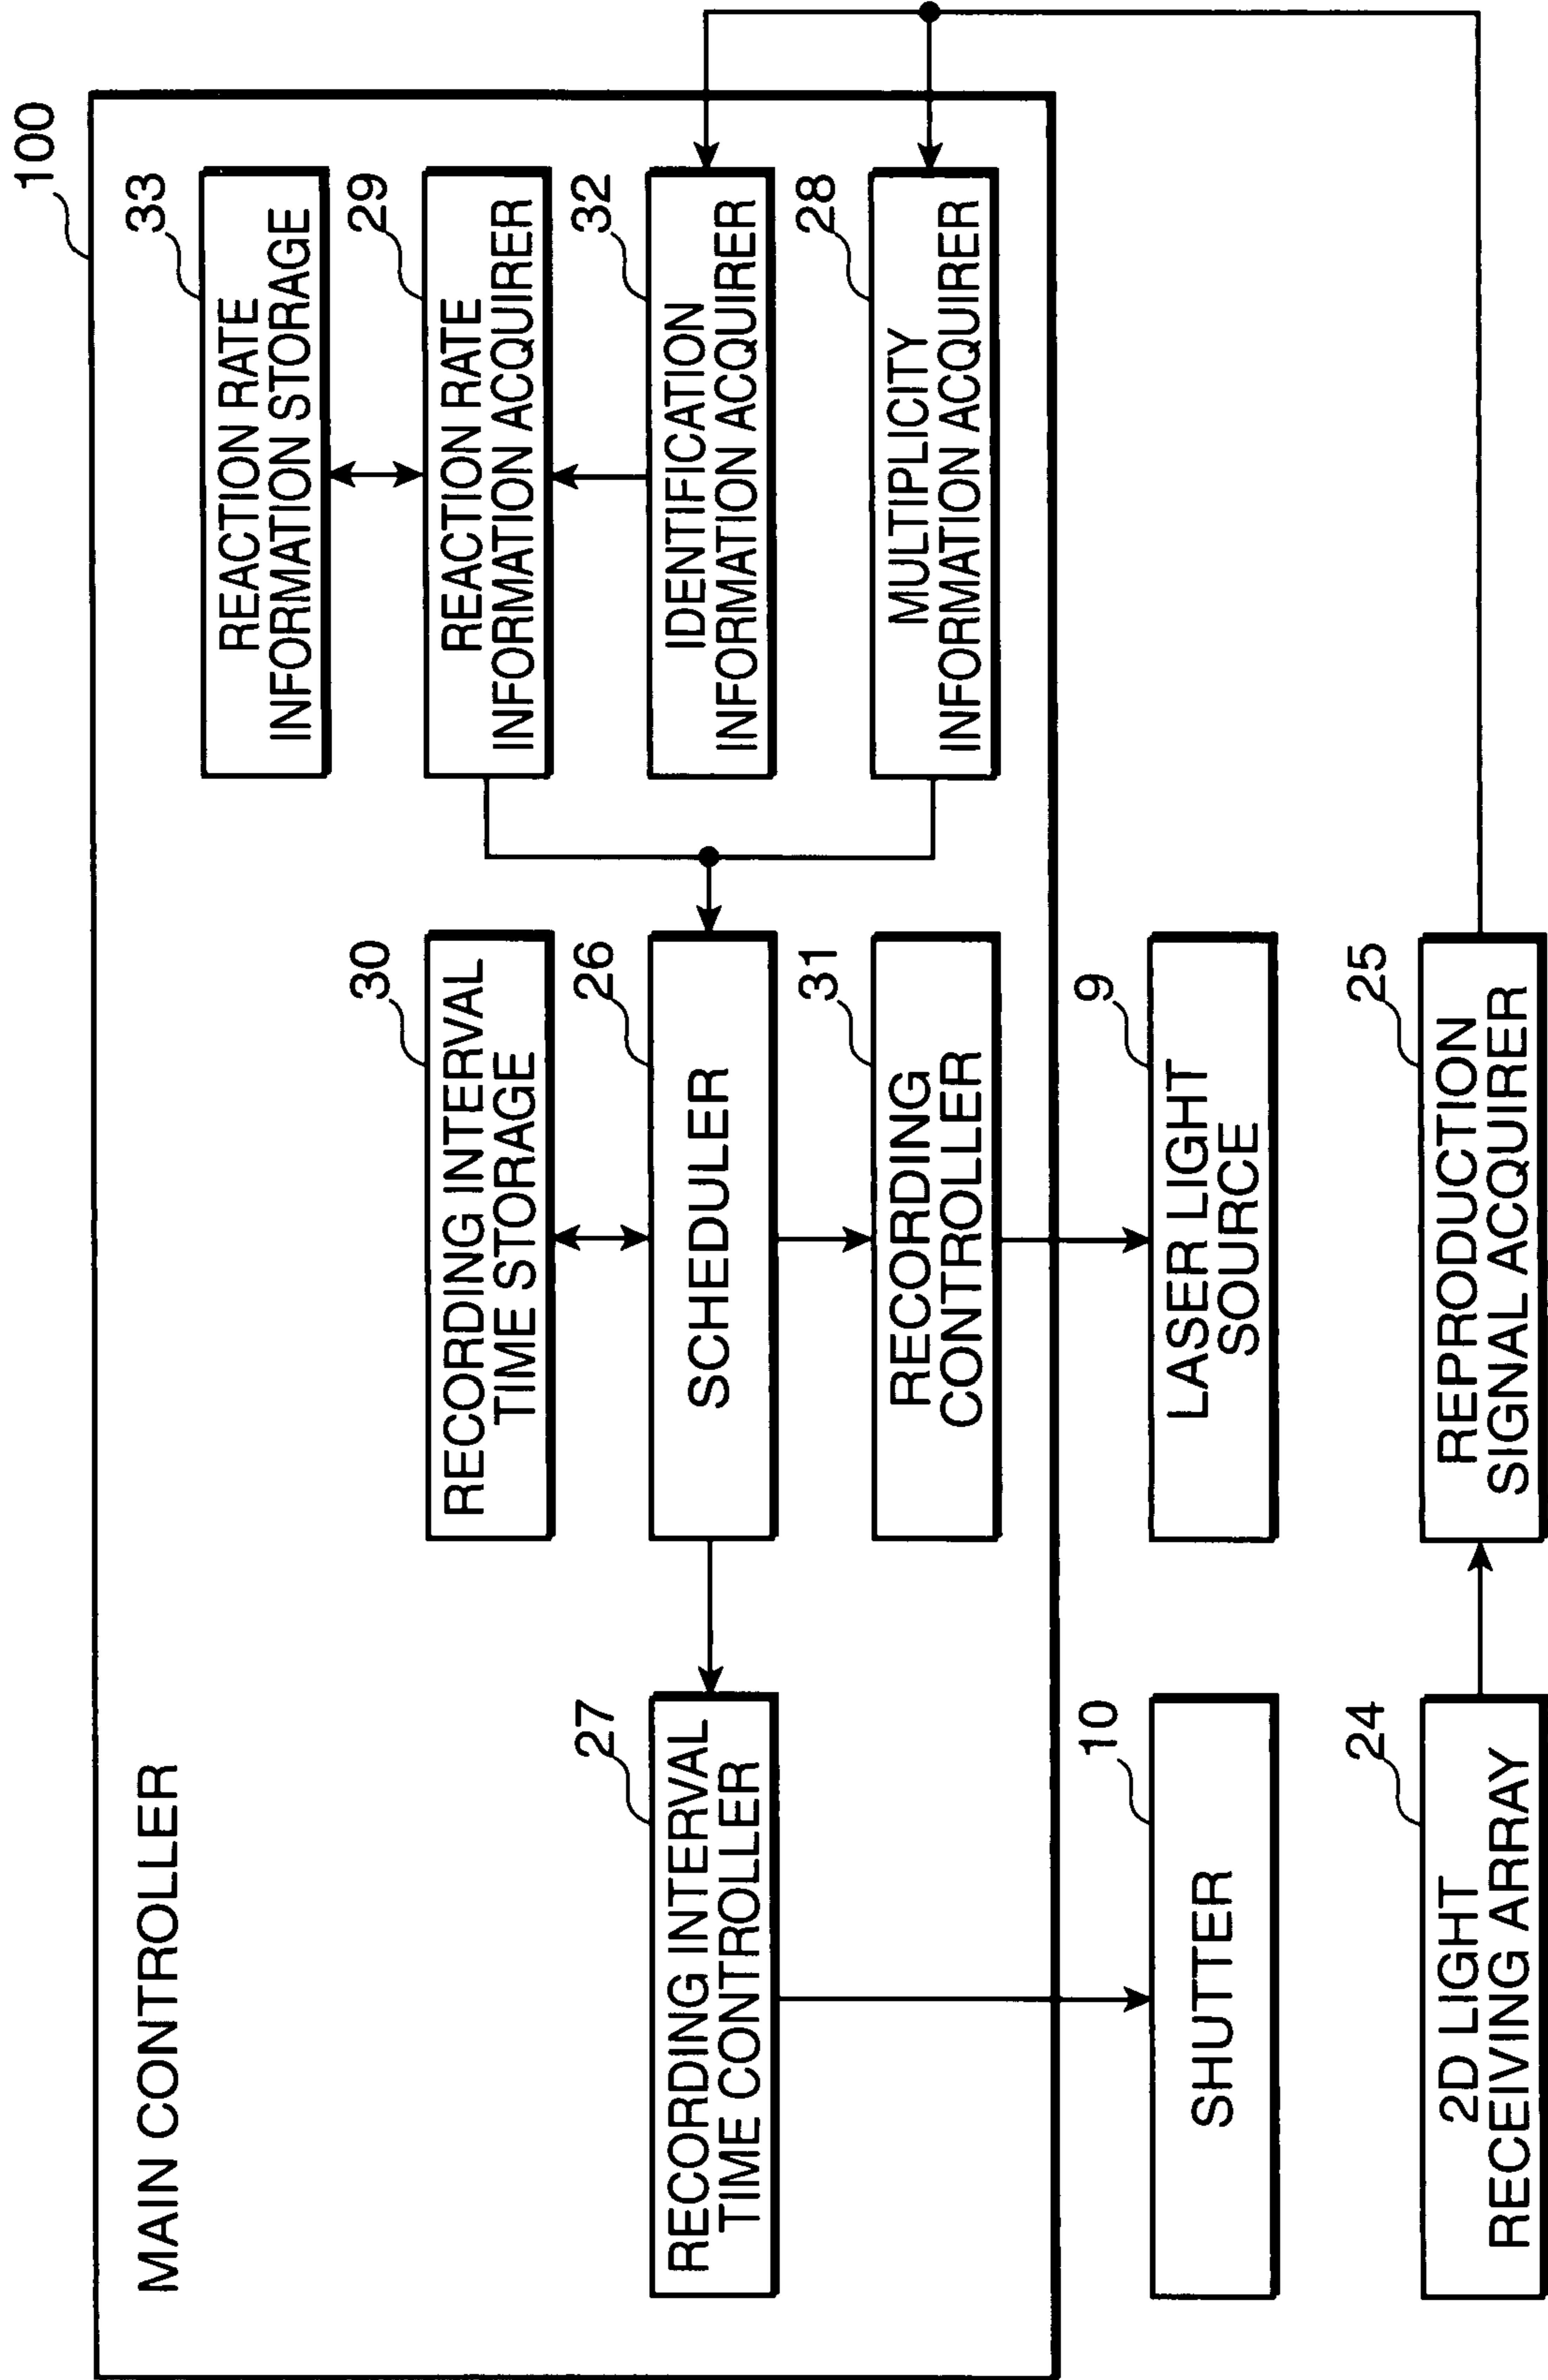 100
MAIN CONTROLLER
33
REACTION RATE
INFORMATION STORAGE
30
RECORDING INTERVAL
TIME STORAGE
29
REACTION RATE
INFORMATION ACQUIRER
27
RECORDING INTERVAL
TIME CONTROLLER
26
SCHEDULER
32
IDENTIFICATION
INFORMATION ACQUIRER
31
RECORDING
CONTROLLER
28
MULTIPLICITY
INFORMATION ACQUIRER
10
SHUTTER
9
LASER LIGHT
SOURCE
24
2D LIGHT
RECEIVING ARRAY
25
REPRODUCTION
SIGNAL ACQUIRER